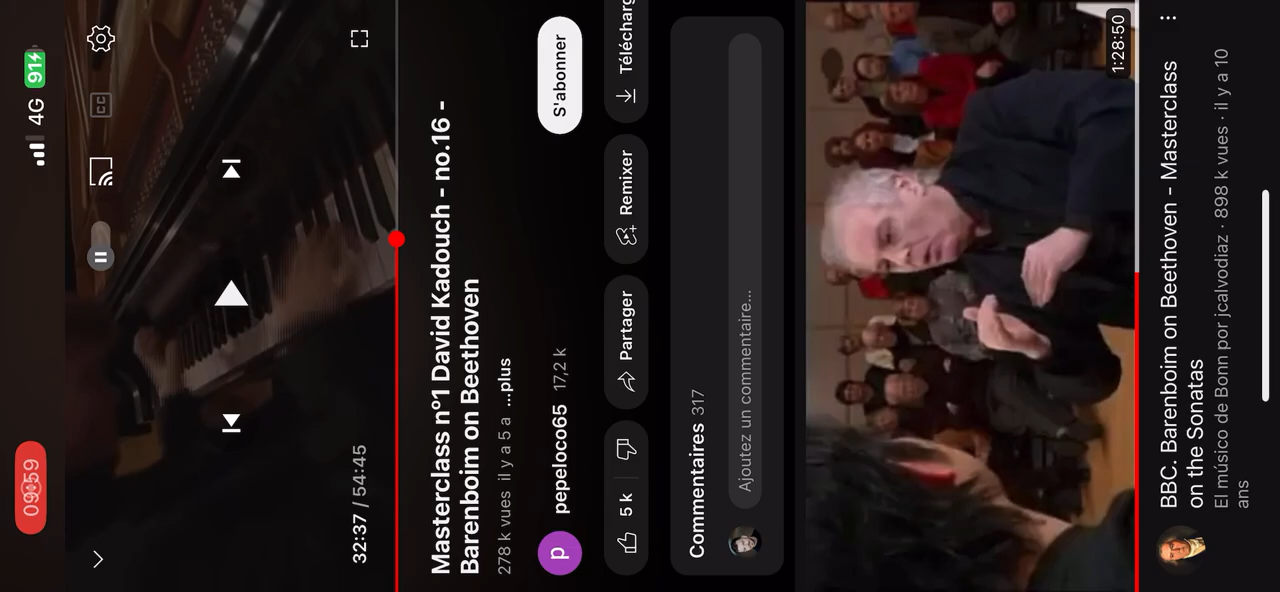 09:59
4G 91
32:37 / 54:45
Masterclass nº1 David Kadouch - no.16 -
Barenboim on Beethoven
278 k vues il y a 5 a ...plus
p pepeloco65 17,2 k S'abonner
5 k Partager Remixer Télécharg
Commentaires 317
Ajoutez un commentaire...
1:28:50
BBC. Barenboim on Beethoven - Masterclass
on the Sonatas
El músico de Bonn por jcalvodiaz · 898 k vues · il y a 10
ans